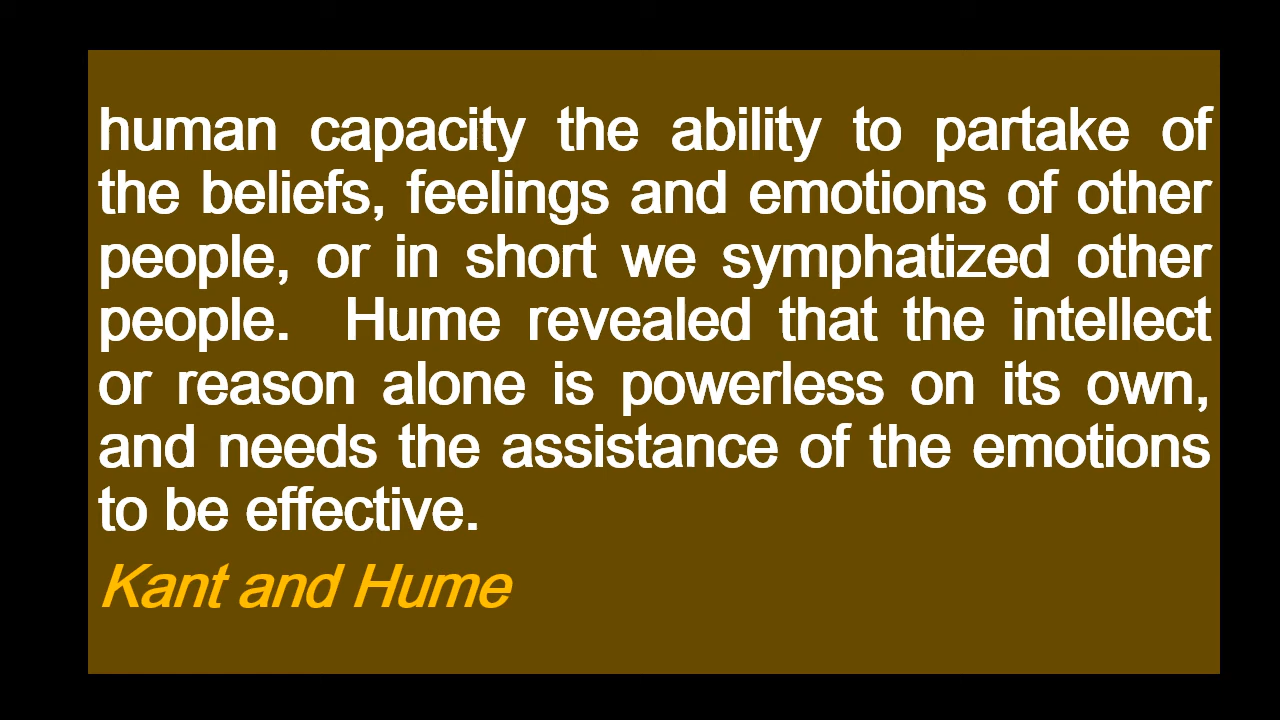 human capacity the ability to partake of
the beliefs, feelings and emotions of other
people, or in short we symphatized other
people. Hume revealed that the intellect
or reason alone is powerless on its own,
and needs the assistance of the emotions
to be effective.
Kant and Hume